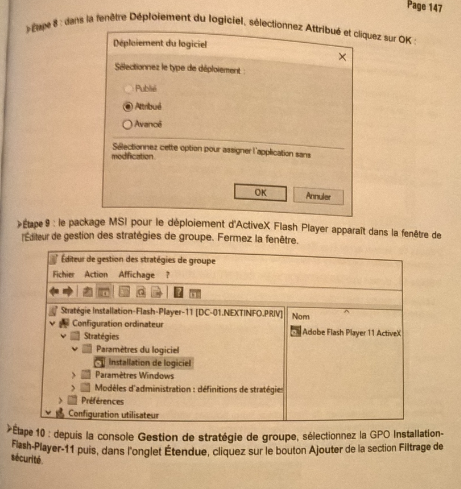 Page 147
➢Étape 8 : dans la fenêtre Déploiement du logiciel, sélectionnez Attribué et cliquez sur OK :
Déploiement du logiciel
Sélectionnez le type de déploiement :
Publié
Attribué
Avancé
Sélectionnez cette option pour assigner l'application sans
modification.
OK
Annuler
➢Étape 9 : le package MSI pour le déploiement d'ActiveX Flash Player apparaît dans la fenêtre de
l'Éditeur de gestion des stratégies de groupe. Fermez la fenêtre.
Éditeur de gestion des stratégies de groupe
Fichier Action Affichage ?
Stratégie Installation-Flash-Player-11 [DC-01.NEXTINFO.PRIV]
Nom
Configuration ordinateur
Adobe Flash Player 11 ActiveX
Stratégies
Paramètres du logiciel
Installation de logiciel
Paramètres Windows
Modèles d'administration : définitions de stratégies
Préférences
Configuration utilisateur
➢Étape 10 : depuis la console Gestion de stratégie de groupe, sélectionnez la GPO Installation-
Flash-Player-11 puis, dans l'onglet Étendue, cliquez sur le bouton Ajouter de la section Filtrage de
sécurité.